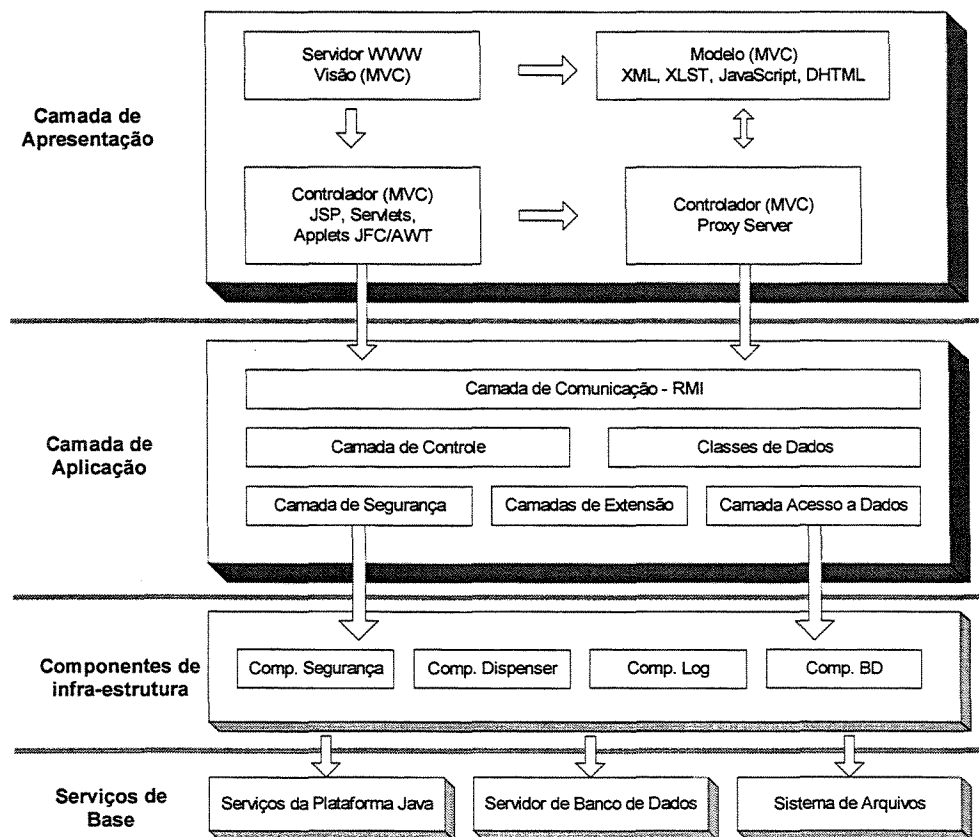 Camada de
Apresentação
Servidor WWW
Visão (MVC)
Modelo (MVC)
XML, XLST, JavaScript, DHTML
Controlador (MVC)
JSP, Servlets,
Applets JFC/AWT
Controlador (MVC)
Proxy Server
Camada de
Aplicação
Camada de Comunicação - RMI
Camada de Controle
Classes de Dados
Camada de Segurança
Camadas de Extensão
Camada Acesso a Dados
Componentes de
infra-estrutura
Comp. Segurança
Comp. Dispenser
Comp. Log
Comp. BD
Serviços de
Base
Serviços da Plataforma Java
Servidor de Banco de Dados
Sistema de Arquivos